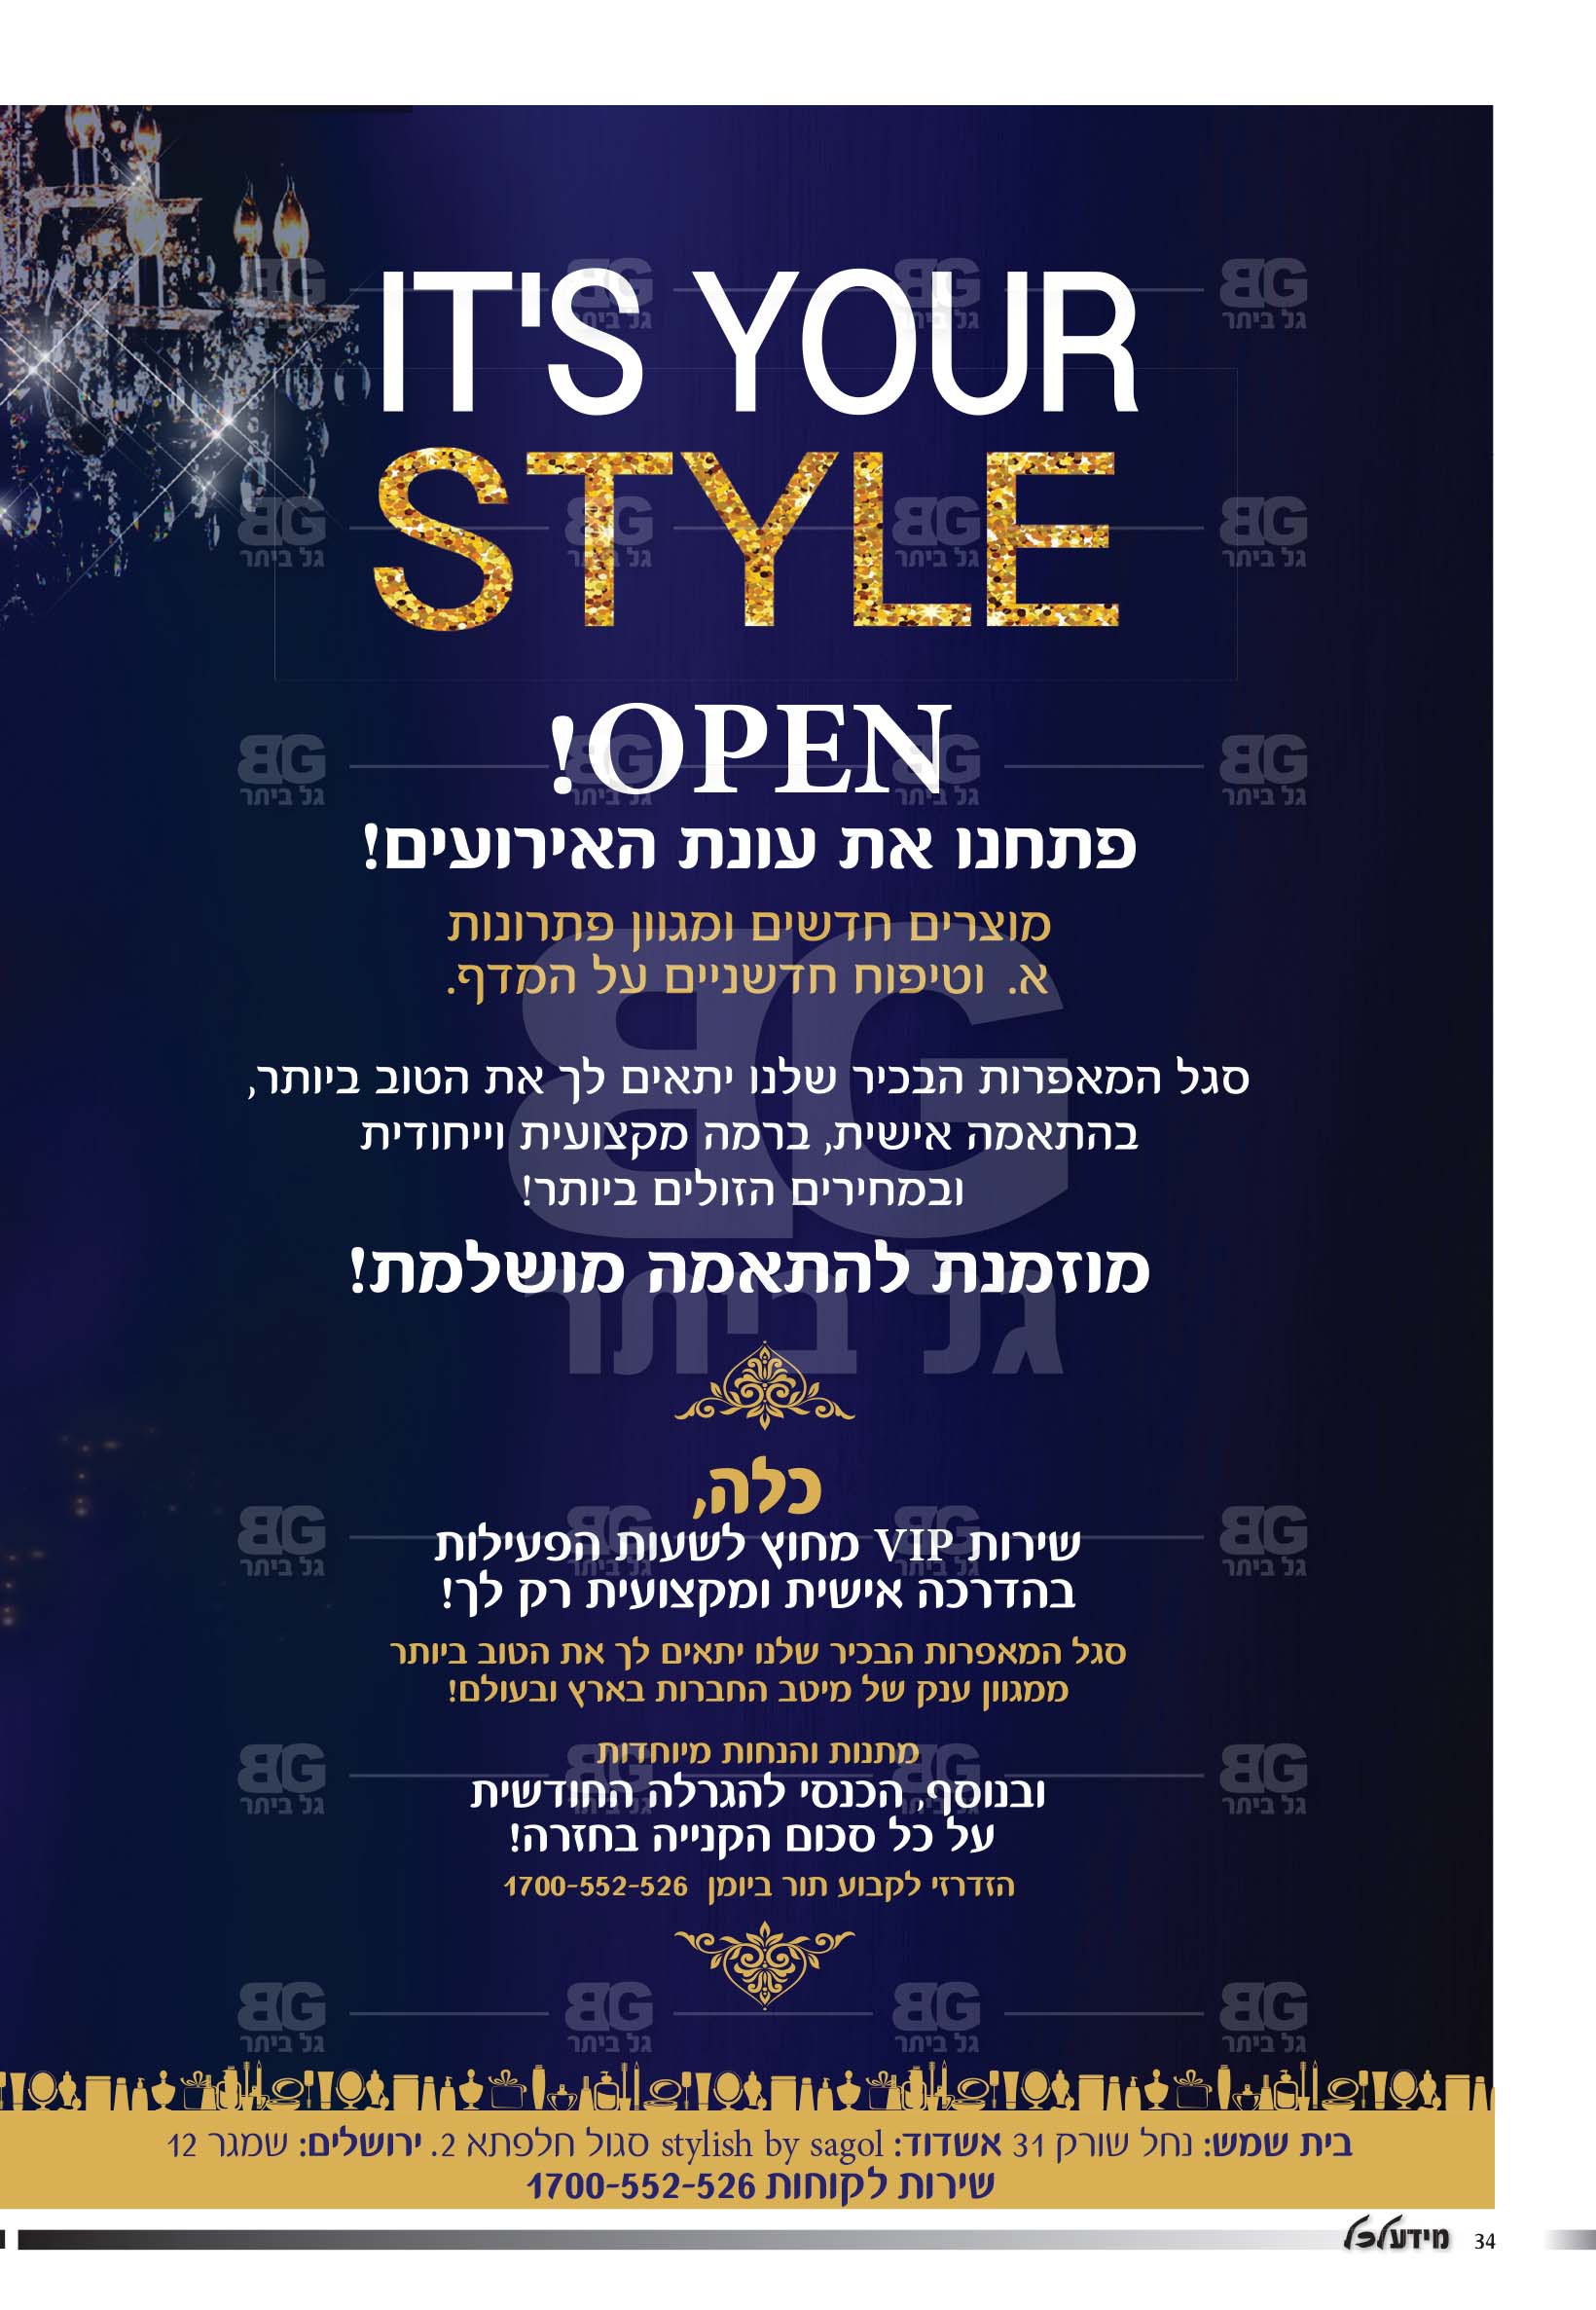 IT'S YOUR
STYLE
OPEN!
פתחנו את עונת האירועים!
מוצרים חדשים ומגוון פתרונות
א. וטיפוח חדשניים על המדף.
סגל המאפרות הבכיר שלנו יתאים לך את הטוב ביותר,
בהתאמה אישית, ברמה מקצועית וייחודית
ובמחירים הזולים ביותר!
מוזמנת להתאמה מושלמת!
BG
גל ביתר
כלה,
שירות VIP מחוץ לשעות הפעילות
בהדרכה אישית ומקצועית רק לך!
סגל המאפרות הבכיר שלנו יתאים לך את הטוב ביותר
ממגוון ענק של מיטב החברות בארץ ובעולם!
מתנות והנחות מיוחדות
ובנוסף, הכנסי להגרלה החודשית
על כל סכום הקנייה בחזרה!
הזדרזי לקבוע תור ביומן 1700-552-526
בית שמש: נחל שורק 31 אשדוד: stylish by sagol סגול חלפתא 2. ירושלים: שמגר 12
שירות לקוחות 1700-552-526
34 מידע לכל